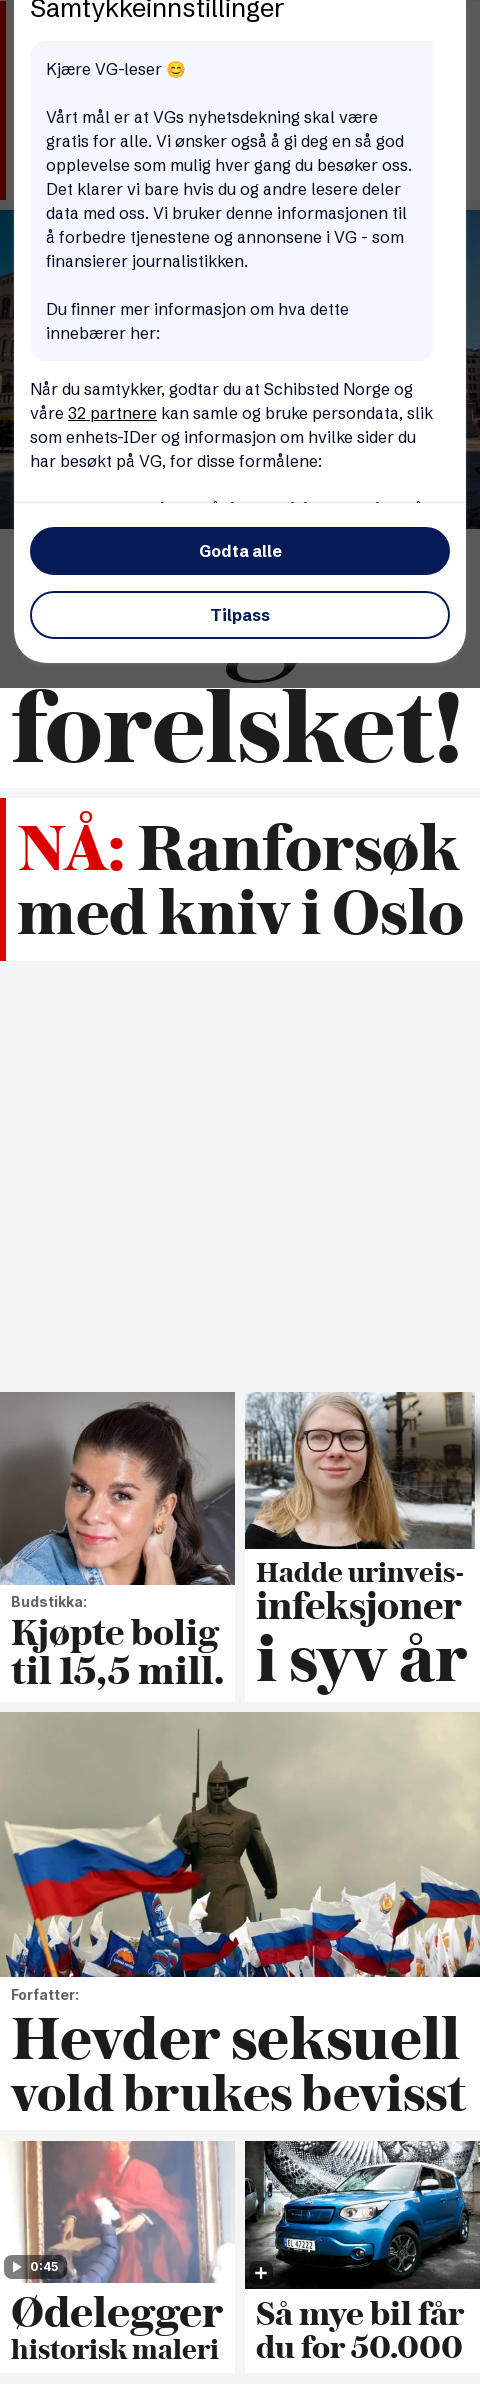 Samtykkeinnstillinger
Kjære VG-leser 😊
Vårt mål er at VGs nyhetsdekning skal være
gratis for alle. Vi ønsker også å gi deg en så god
opplevelse som mulig hver gang du besøker oss.
Det klarer vi bare hvis du og andre lesere deler
data med oss. Vi bruker denne informasjonen til
å forbedre tjenestene og annonsene i VG - som
finansierer journalistikken.
Du finner mer informasjon om hva dette
innebærer her:
Når du samtykker, godtar du at Schibsted Norge og
våre 32 partnere kan samle og bruke persondata, slik
som enhets-IDer og informasjon om hvilke sider du
har besøkt på VG, for disse formålene:
Godta alle
Tilpass
forelsket!
NÅ: Ranforsøk
med kniv i Oslo
Budstikka:
Kjøpte bolig
til 15,5 mill.
Hadde urinveis-
infeksjoner
i syv år
Forfatter:
Hevder seksuell
vold brukes bevisst
0:45
Ødelegger
historisk maleri
EL 47222
Så mye bil får
du for 50.000